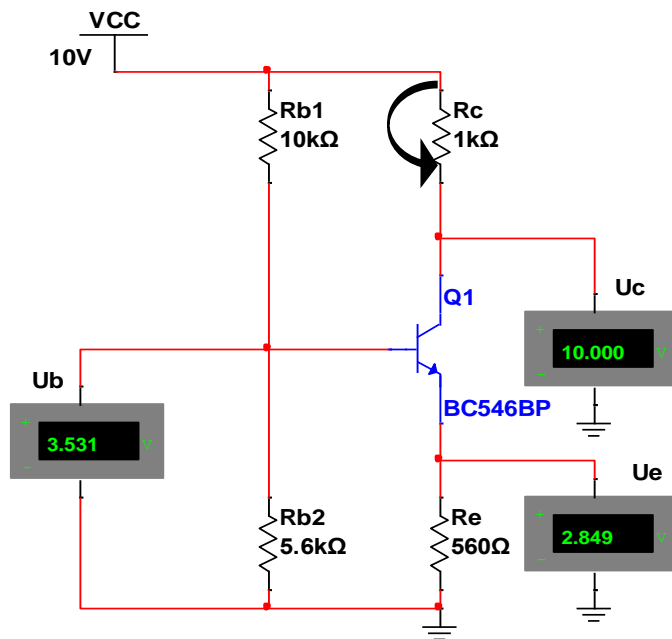 VCC
10V
Rb1
10kΩ
Rc
1kΩ
Q1
Uc
+
10.000
V
-
BC546BP
Ub
+
3.531
V
-
Ue
+
2.849
V
-
Rb2
5.6kΩ
Re
560Ω